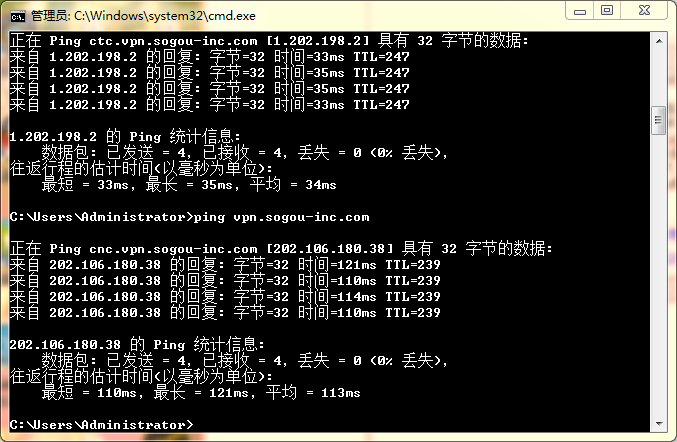 管理员: C:\Windows\system32\cmd.exe
正在 Ping ctc.vpn.sogou-inc.com [1.202.198.2] 具有 32 字节的数据:
来自 1.202.198.2 的回复: 字节=32 时间=33ms TTL=247
来自 1.202.198.2 的回复: 字节=32 时间=35ms TTL=247
来自 1.202.198.2 的回复: 字节=32 时间=35ms TTL=247
来自 1.202.198.2 的回复: 字节=32 时间=33ms TTL=247
1.202.198.2 的 Ping 统计信息:
数据包: 已发送 = 4, 已接收 = 4, 丢失 = 0 (0% 丢失),
往返行程的估计时间(以毫秒为单位):
最短 = 33ms, 最长 = 35ms, 平均 = 34ms
C:\Users\Administrator>ping vpn.sogou-inc.com
正在 Ping cnc.vpn.sogou-inc.com [202.106.180.38] 具有 32 字节的数据:
来自 202.106.180.38 的回复: 字节=32 时间=121ms TTL=239
来自 202.106.180.38 的回复: 字节=32 时间=110ms TTL=239
来自 202.106.180.38 的回复: 字节=32 时间=114ms TTL=239
来自 202.106.180.38 的回复: 字节=32 时间=110ms TTL=239
202.106.180.38 的 Ping 统计信息:
数据包: 已发送 = 4, 已接收 = 4, 丢失 = 0 (0% 丢失),
往返行程的估计时间(以毫秒为单位):
最短 = 110ms, 最长 = 121ms, 平均 = 113ms
C:\Users\Administrator>